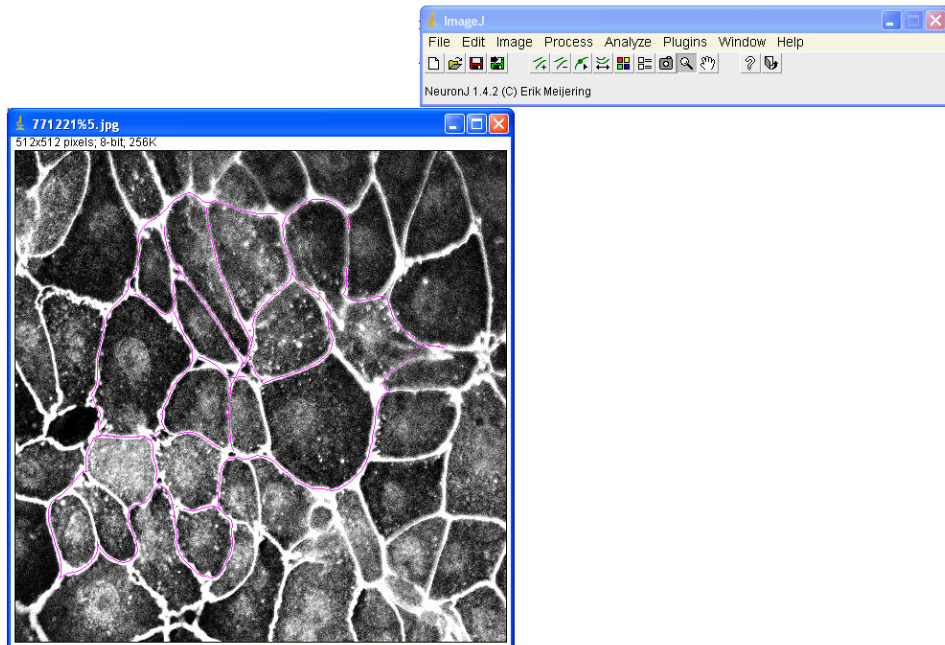 ImageJ
File Edit Image Process Analyze Plugins Window Help
NeuronJ 1.4.2 (C) Erik Meijering
771221%5.jpg
512x512 pixels; 8-bit; 256K